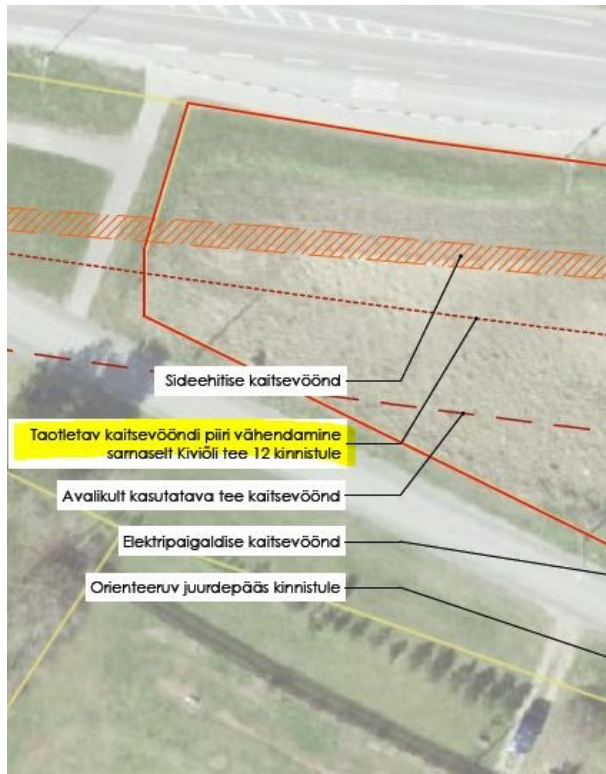 Sideehitise kaitsevöönd
Taotletav kaitsevööndi piiri vähendamine
sarnaselt Kiviõli tee 12 kinnistule
Avalikult kasutatava tee kaitsevöönd
Elektripaigaldise kaitsevöönd
Orienteeruv juurdepääs kinnistule